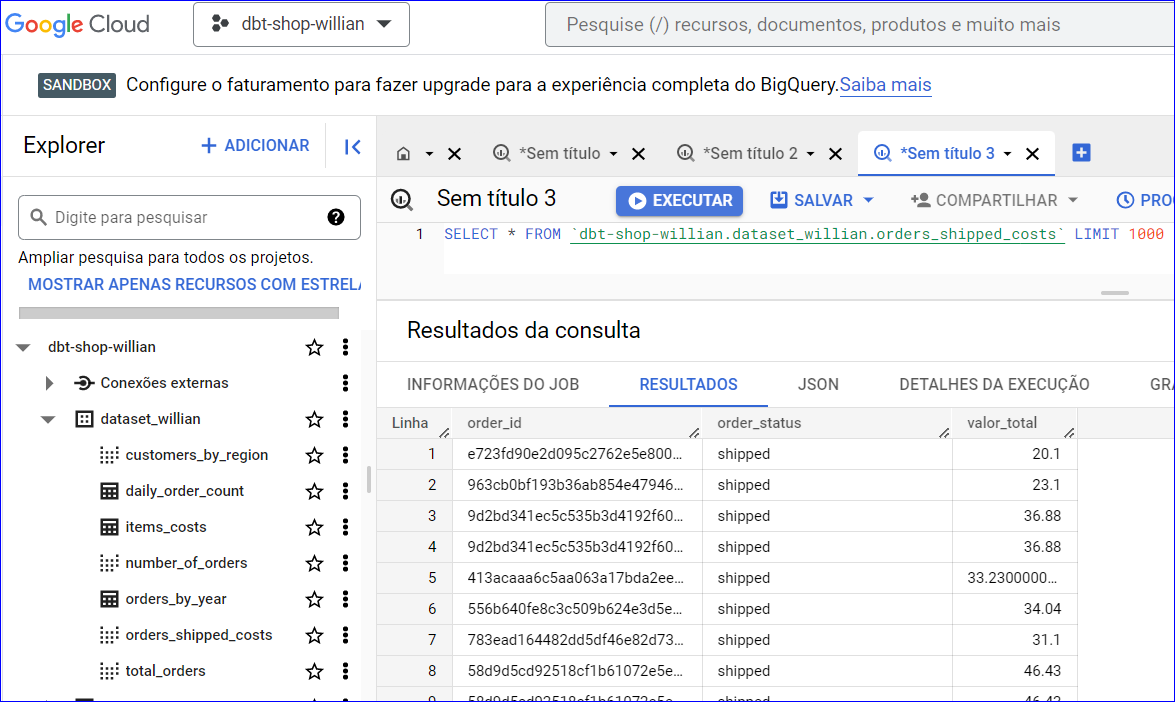 Google Cloud dbt-shop-willian Pesquise (/) recursos, documentos, produtos e muito mais
SANDBOX Configure o faturamento para fazer upgrade para a experiência completa do BigQuery. Saiba mais
Explorer + ADICIONAR
Digite para pesquisar
Ampliar pesquisa para todos os projetos.
MOSTRAR APENAS RECURSOS COM ESTRELA
dbt-shop-willian
Conexões externas
dataset_willian
customers_by_region
daily_order_count
items_costs
number_of_orders
orders_by_year
orders_shipped_costs
total_orders
*Sem título *Sem título 2 *Sem título 3
Sem título 3 EXECUTAR SALVAR COMPARTILHAR PRO
1 SELECT * FROM `dbt-shop-willian.dataset_willian.orders_shipped_costs` LIMIT 1000
Resultados da consulta
INFORMAÇÕES DO JOB RESULTADOS JSON DETALHES DA EXECUÇÃO GRÁ
Linha order_id order_status valor_total
1 e723fd90e2d095c2762e5e800... shipped 20.1
2 963cb0bf193b36ab854e47946... shipped 23.1
3 9d2bd341ec5c535b3d4192f60... shipped 36.88
4 9d2bd341ec5c535b3d4192f60... shipped 36.88
5 413acaaa6c5aa063a17bda2ee... shipped 33.2300000...
6 556b640fe8c3c509b624e3d5e... shipped 34.04
7 783ead164482dd5df46e82d73... shipped 31.1
8 58d9d5cd92518cf1b61072e5e... shipped 46.43